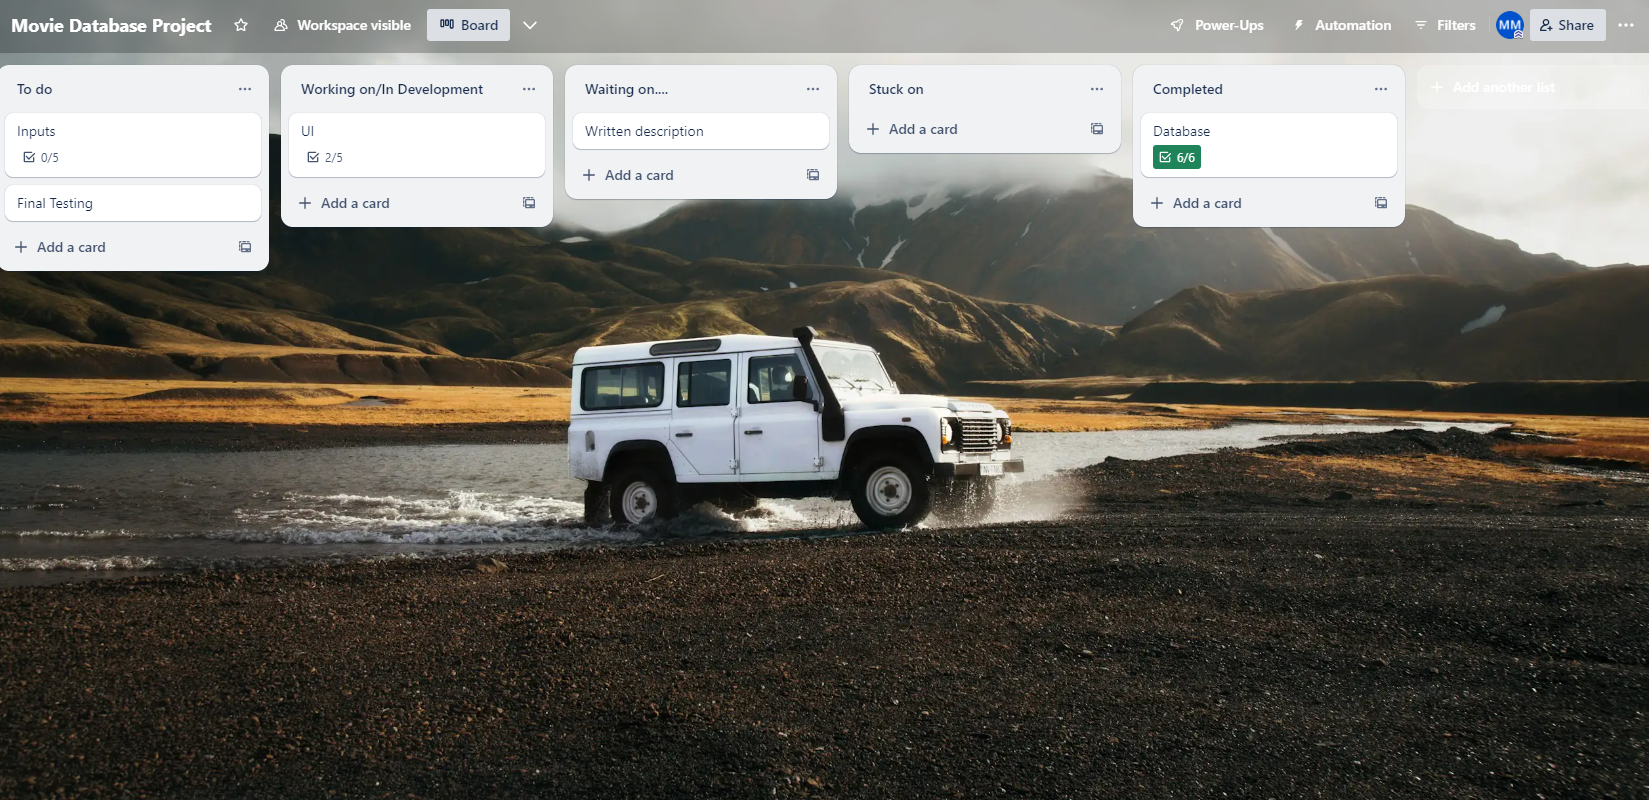 Movie Database Project
Workspace visible
Board
Power-Ups
Automation
Filters
MM
Share
To do
Inputs
0/5
Final Testing
Add a card
Working on/In Development
UI
2/5
Add a card
Waiting on....
Written description
Add a card
Stuck on
Add a card
Completed
Database
6/6
Add a card
Add another list